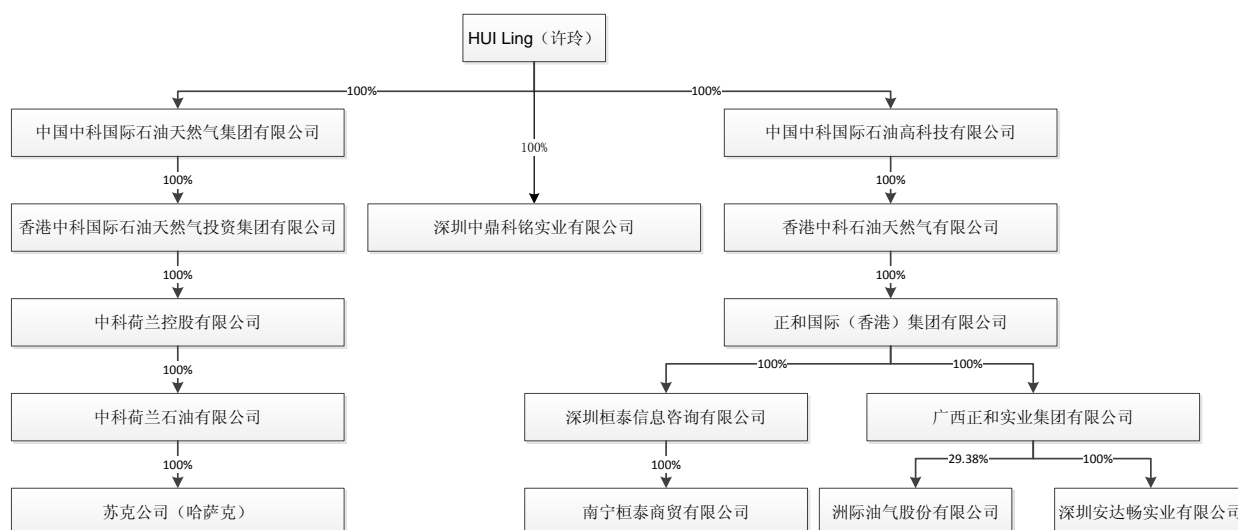 HUI Ling（许玲）
100%
100%
100%
中国中科国际石油天然气集团有限公司
中国中科国际石油高科技有限公司
100%
100%
香港中科国际石油天然气投资集团有限公司
深圳中鼎科铭实业有限公司
香港中科石油天然气有限公司
100%
100%
中科荷兰控股有限公司
正和国际（香港）集团有限公司
100%
100%
100%
中科荷兰石油有限公司
深圳桓泰信息咨询有限公司
广西正和实业集团有限公司
100%
100%
29.38%
100%
苏克公司（哈萨克）
南宁桓泰商贸有限公司
洲际油气股份有限公司
深圳安达畅实业有限公司